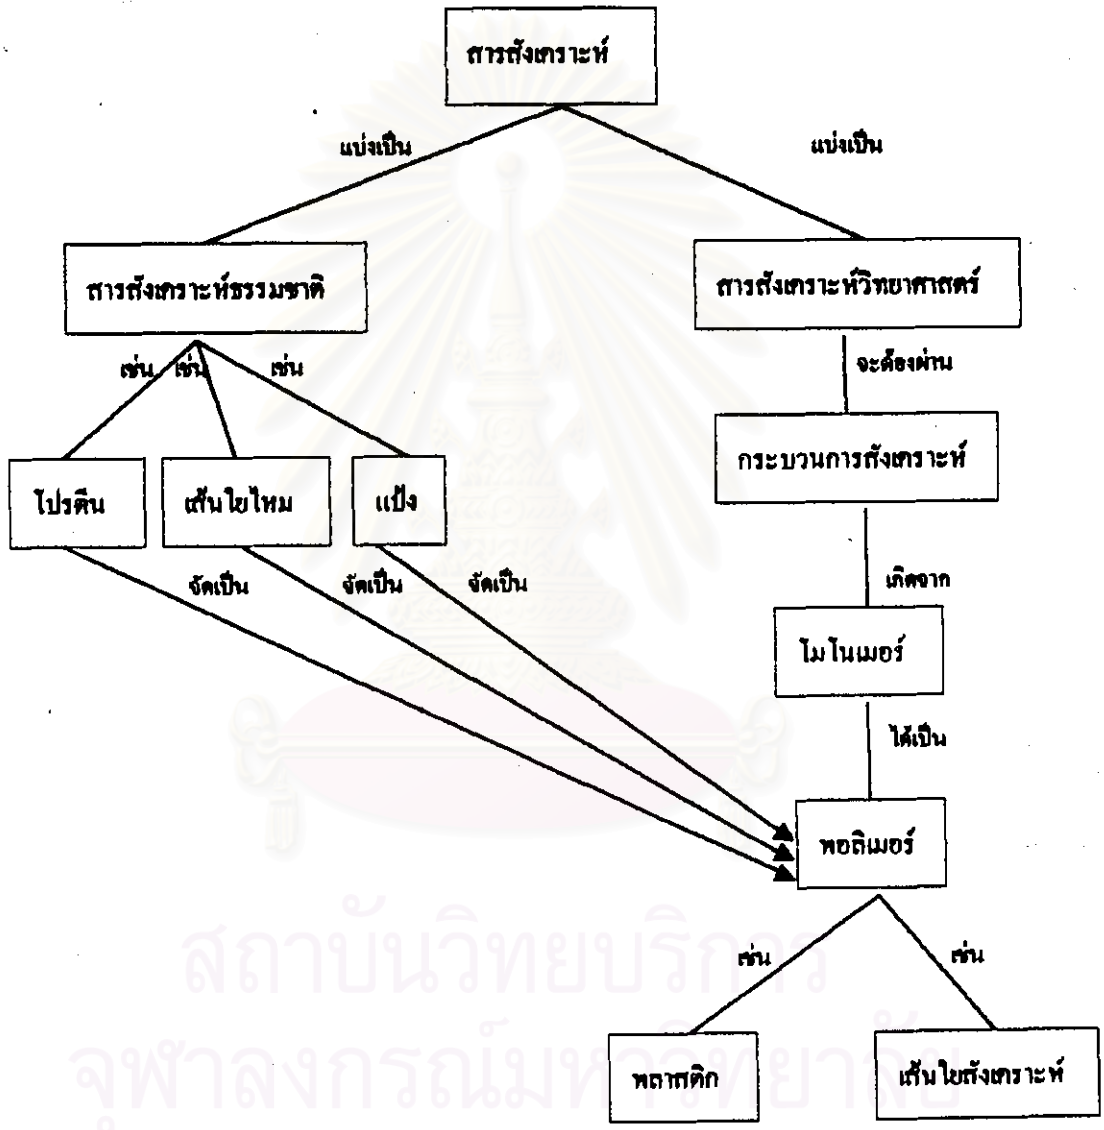 สารสังเคราะห์
แบ่งเป็น
แบ่งเป็น
สารสังเคราะห์ธรรมชาติ
สารสังเคราะห์วิทยาศาสตร์
เช่น เช่น เช่น
จะต้องผ่าน
กระบวนการสังเคราะห์
โปรตีน
เส้นใยไหม
แป้ง
จัดเป็น
จัดเป็น
จัดเป็น
เกิดจาก
โมโนเมอร์
ได้เป็น
พอลิเมอร์
เช่น
เช่น
พลาสติก
เส้นใยสังเคราะห์
สถาบันวิทยบริการ
จุฬาลงกรณ์มหาวิทยาลัย